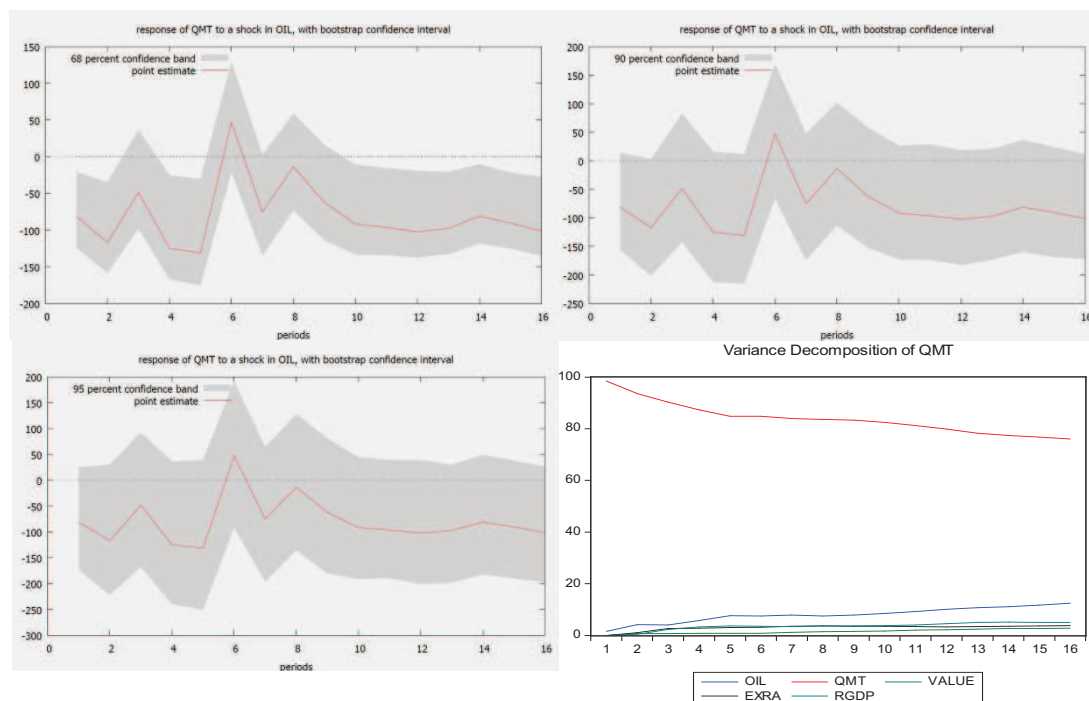 response of QMT to a shock in OIL, with bootstrap confidence interval
150
100
50
0
-50
-100
-150
-200
68 percent confidence band
point estimate
0 2 4 6 8 10 12 14 16
periods
response of QMT to a shock in OIL, with bootstrap confidence interval
200
150
100
50
0
-50
-100
-150
-200
-250
90 percent confidence band
point estimate
0 2 4 6 8 10 12 14 16
periods
response of QMT to a shock in OIL, with bootstrap confidence interval
200
150
100
50
0
-50
-100
-150
-200
-250
-300
95 percent confidence band
point estimate
0 2 4 6 8 10 12 14 16
periods
Variance Decomposition of QMT
100
80
60
40
20
0
1 2 3 4 5 6 7 8 9 10 11 12 13 14 15 16
OIL QMT VALUE
EXRA RGDP